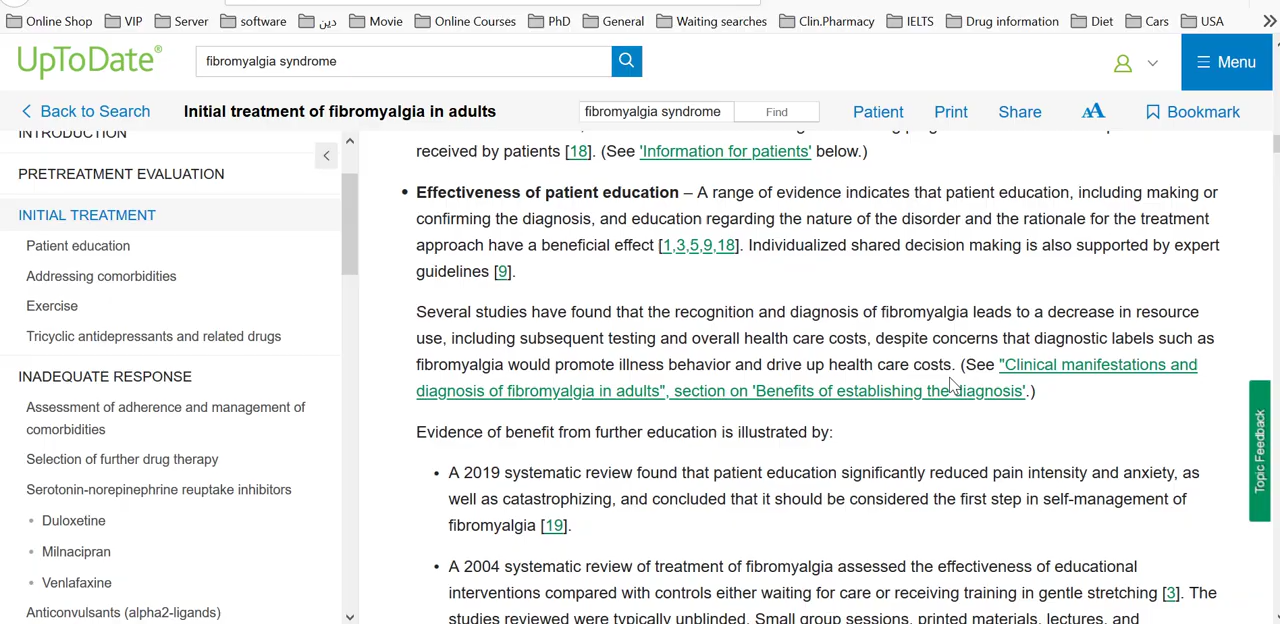 Online Shop VIP Server software دین Movie Online Courses PhD General Waiting searches Clin.Pharmacy IELTS Drug information Diet Cars USA
UpToDate®
fibromyalgia syndrome
Menu
Back to Search
Initial treatment of fibromyalgia in adults
fibromyalgia syndrome
Find
Patient
Print
Share
AA
Bookmark
INTRODUCTION
PRETREATMENT EVALUATION
INITIAL TREATMENT
Patient education
Addressing comorbidities
Exercise
Tricyclic antidepressants and related drugs
INADEQUATE RESPONSE
Assessment of adherence and management of
comorbidities
Selection of further drug therapy
Serotonin-norepinephrine reuptake inhibitors
• Duloxetine
• Milnacipran
• Venlafaxine
Anticonvulsants (alpha2-ligands)
received by patients [18]. (See 'Information for patients' below.)
• Effectiveness of patient education – A range of evidence indicates that patient education, including making or
confirming the diagnosis, and education regarding the nature of the disorder and the rationale for the treatment
approach have a beneficial effect [1,3,5,9,18]. Individualized shared decision making is also supported by expert
guidelines [9].
Several studies have found that the recognition and diagnosis of fibromyalgia leads to a decrease in resource
use, including subsequent testing and overall health care costs, despite concerns that diagnostic labels such as
fibromyalgia would promote illness behavior and drive up health care costs. (See "Clinical manifestations and
diagnosis of fibromyalgia in adults", section on 'Benefits of establishing the diagnosis'.)
Evidence of benefit from further education is illustrated by:
• A 2019 systematic review found that patient education significantly reduced pain intensity and anxiety, as
well as catastrophizing, and concluded that it should be considered the first step in self-management of
fibromyalgia [19].
• A 2004 systematic review of treatment of fibromyalgia assessed the effectiveness of educational
interventions compared with controls either waiting for care or receiving training in gentle stretching [3]. The
studies reviewed were typically unblinded. Small group sessions, printed materials, lectures, and
Topic Feedback